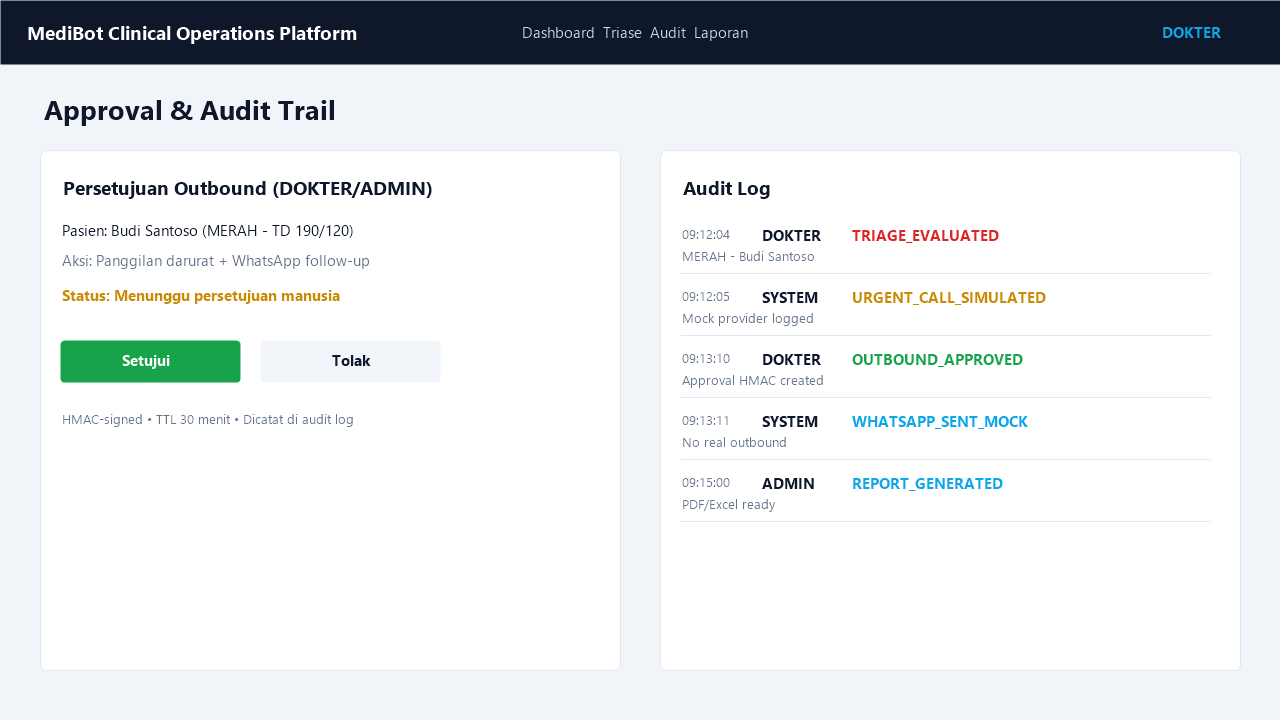 MediBot Clinical Operations Platform
Dashboard Triase Audit Laporan
DOKTER
Approval & Audit Trail
Persetujuan Outbound (DOKTER/ADMIN)
Pasien: Budi Santoso (MERAH - TD 190/120)
Aksi: Panggilan darurat + WhatsApp follow-up
Status: Menunggu persetujuan manusia
Setujui
Tolak
HMAC-signed • TTL 30 menit • Dicatat di audit log
Audit Log
09:12:04 DOKTER TRIAGE_EVALUATED
MERAH - Budi Santoso
09:12:05 SYSTEM URGENT_CALL_SIMULATED
Mock provider logged
09:13:10 DOKTER OUTBOUND_APPROVED
Approval HMAC created
09:13:11 SYSTEM WHATSAPP_SENT_MOCK
No real outbound
09:15:00 ADMIN REPORT_GENERATED
PDF/Excel ready